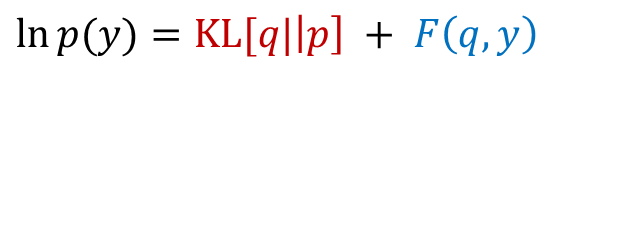 ln p(y) = KL[q||p] + F(q, y)